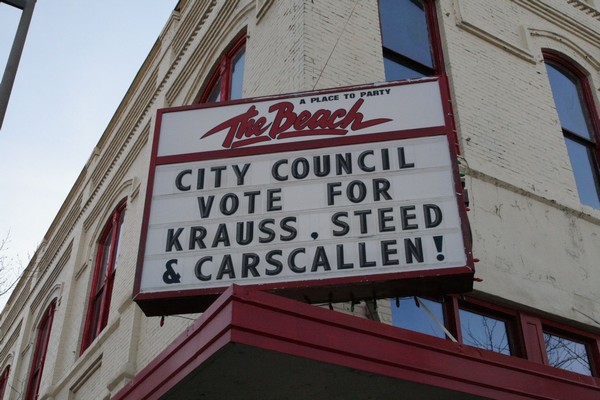 A PLACE TO PARTY
The Beach
CITY COUNCIL
VOTE FOR
KRAUSS. STEED
& CARSCALLEN!